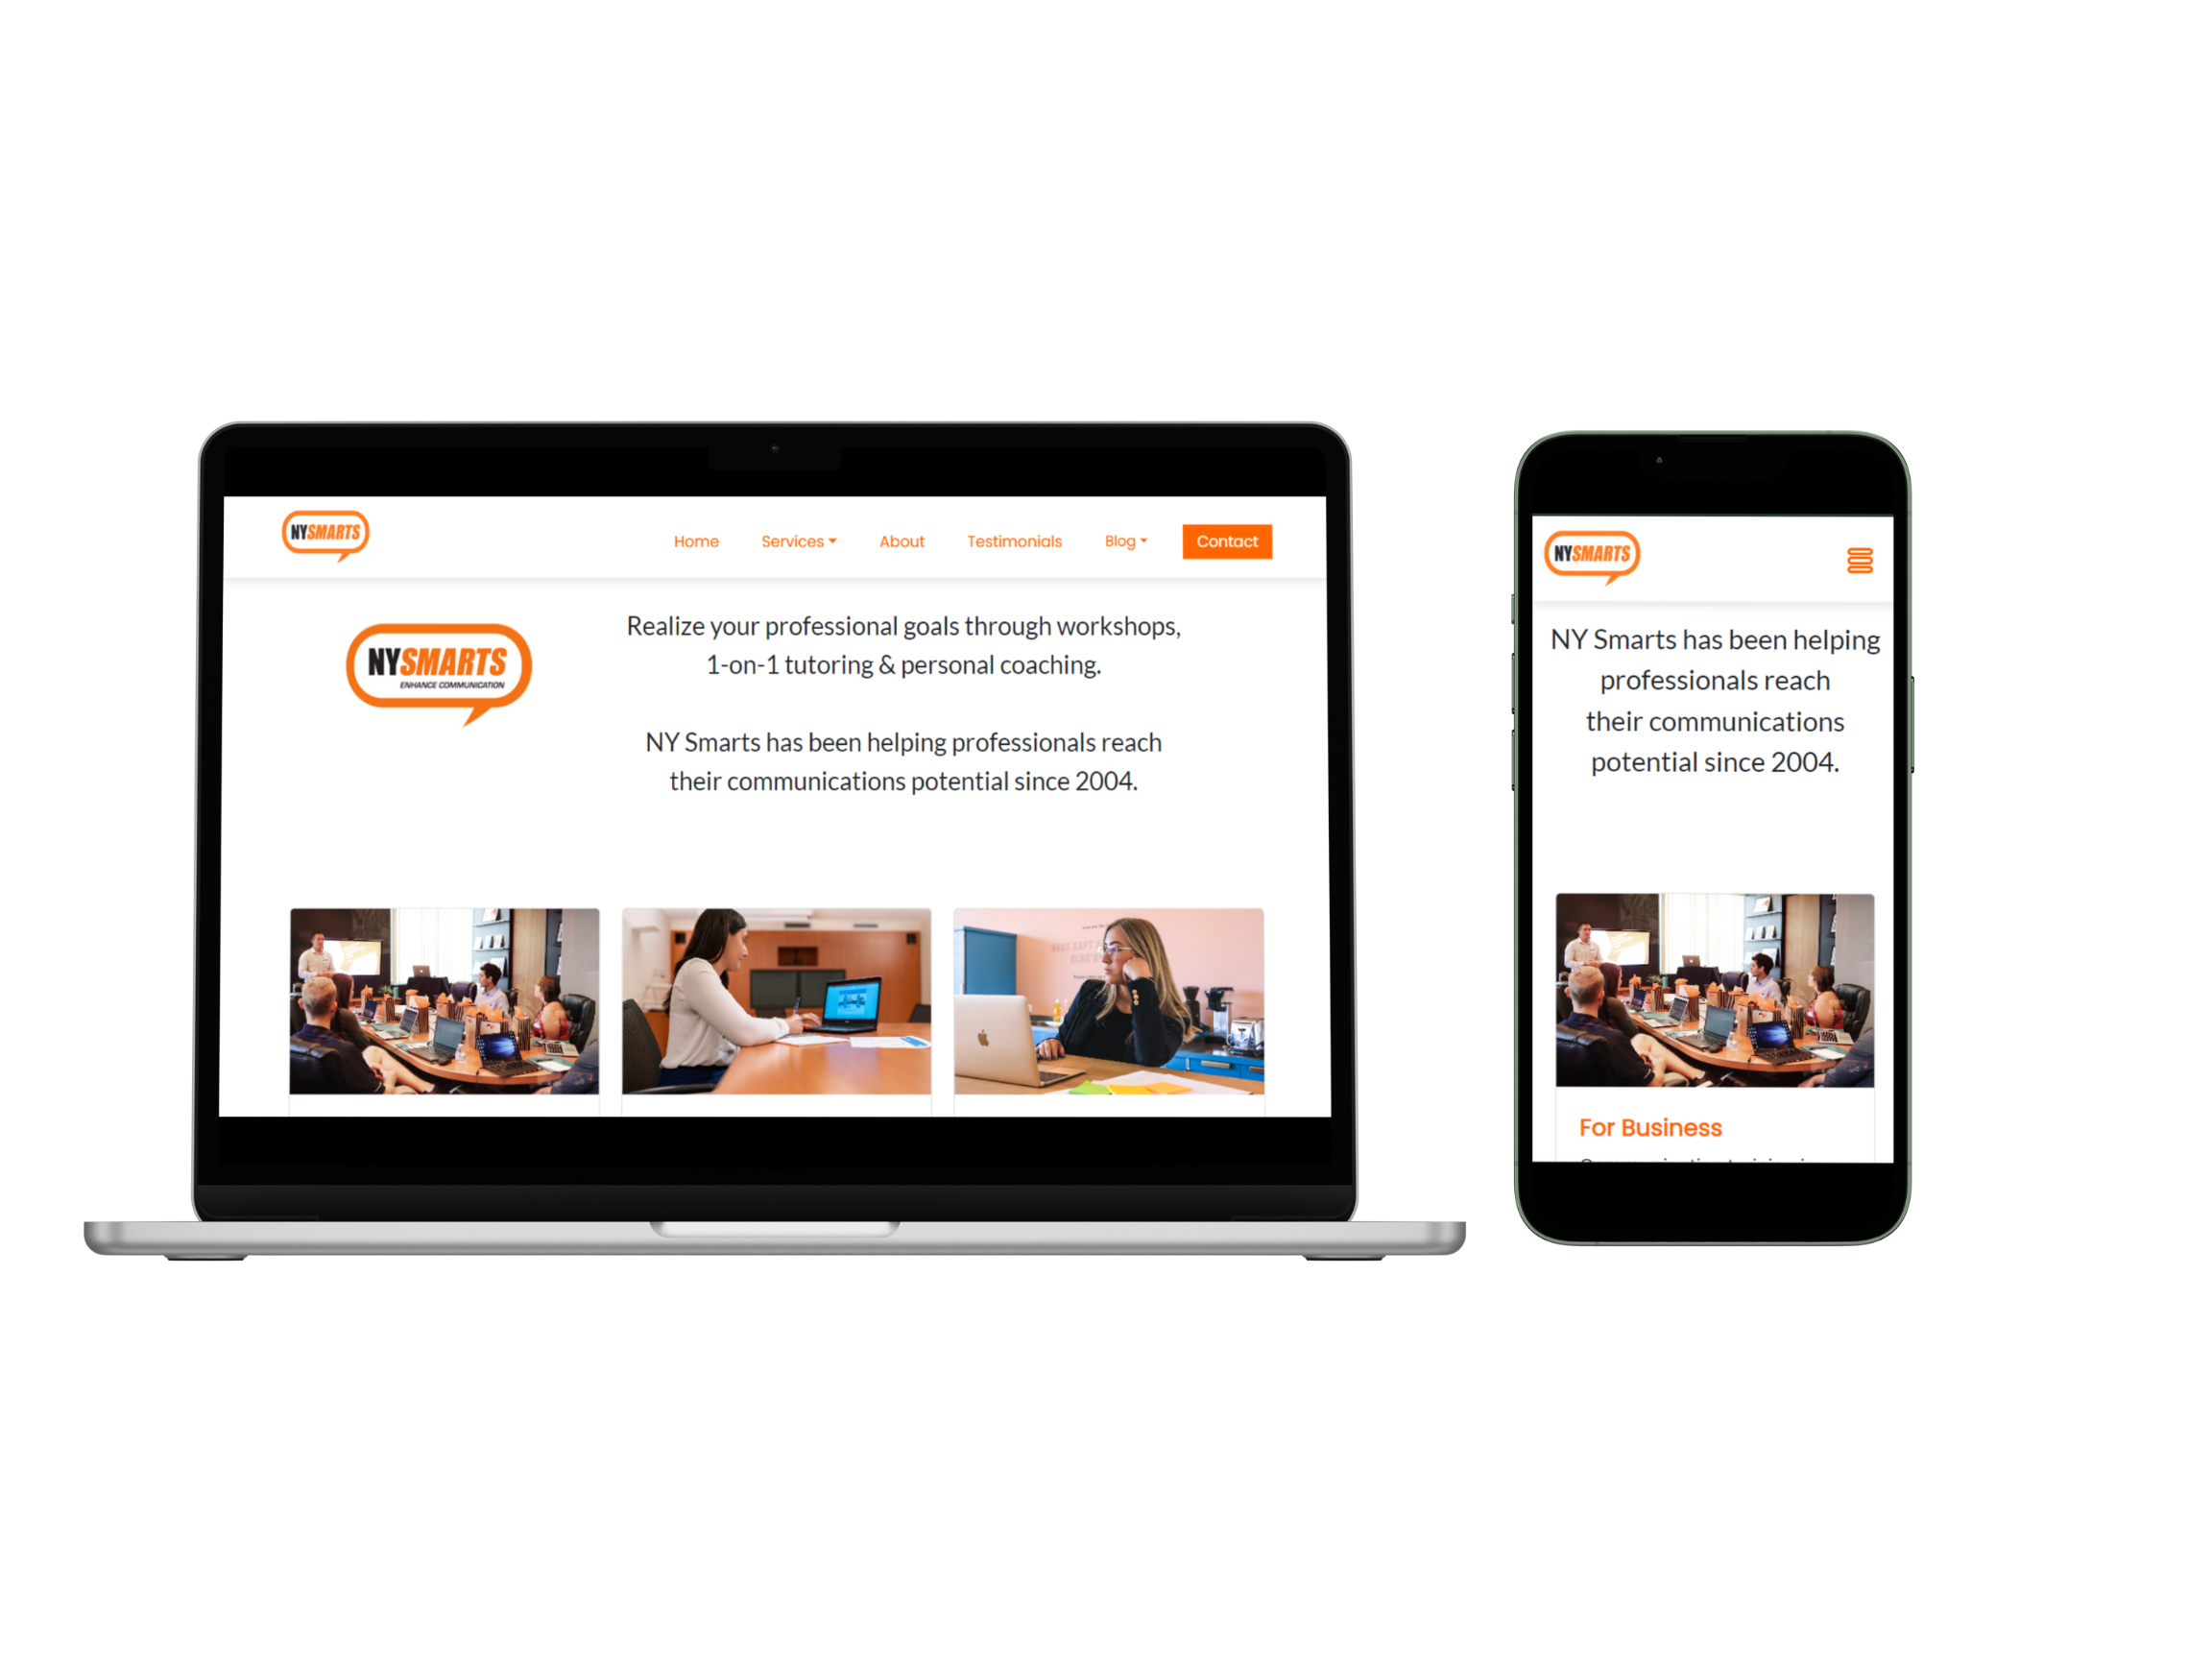 NYSMARTS
Home Services About Testimonials Blog Contact
NYSMARTS
ENHANCE COMMUNICATION
Realize your professional goals through workshops,
1-on-1 tutoring & personal coaching.
NY Smarts has been helping professionals reach
their communications potential since 2004.
NYSMARTS
NY Smarts has been helping
professionals reach
their communications
potential since 2004.
For Business